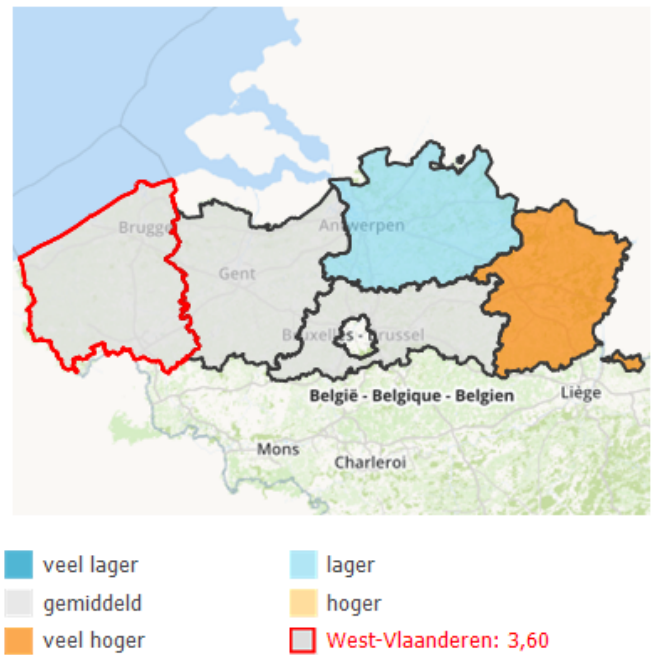 Brugge
Antwerpen
Gent
Bruxelles - Brussel
België - Belgique - Belgien
Liège
Mons
Charleroi
veel lager
lager
gemiddeld
hoger
veel hoger
West-Vlaanderen: 3,60